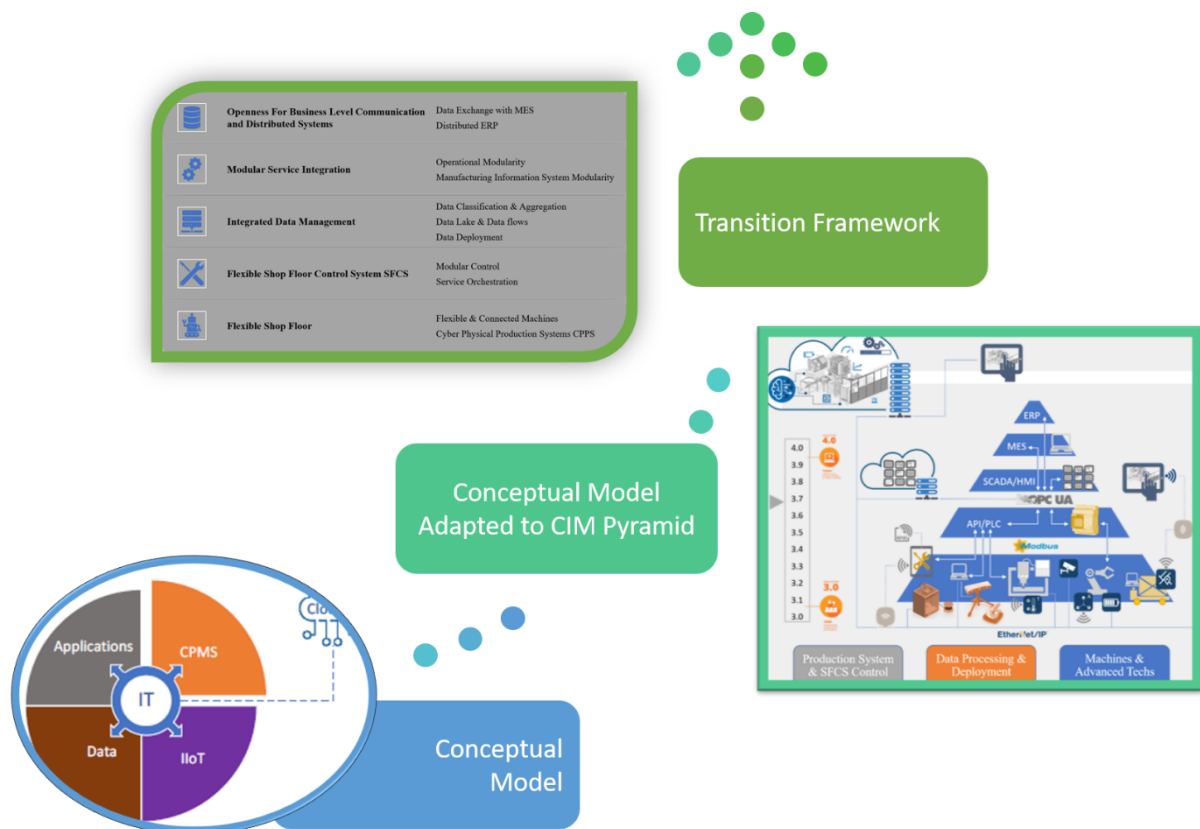 Openness For Business Level Communication
and Distributed Systems
Data Exchange with MES
Distributed ERP
Modular Service Integration
Operational Modularity
Manufacturing Information System Modularity
Integrated Data Management
Data Classification & Aggregation
Data Lake & Data flows
Data Deployment
Flexible Shop Floor Control System SFCS
Modular Control
Service Orchestration
Flexible Shop Floor
Flexible & Connected Machines
Cyber Physical Production Systems CPPS
Transition Framework
Conceptual Model
Adapted to CIM Pyramid
ERP
MES
SCADA/HMI
OPC UA
API/PLC
Modbus
EtherNet/IP
4.0
3.9
3.8
3.7
3.6
3.5
3.4
3.3
3.2
3.1
3.0
4.0
3.0
Production System
& SFCS Control
Data Processing &
Deployment
Machines &
Advanced Techs
Applications
CPMS
IT
Data
IIoT
Conceptual
Model